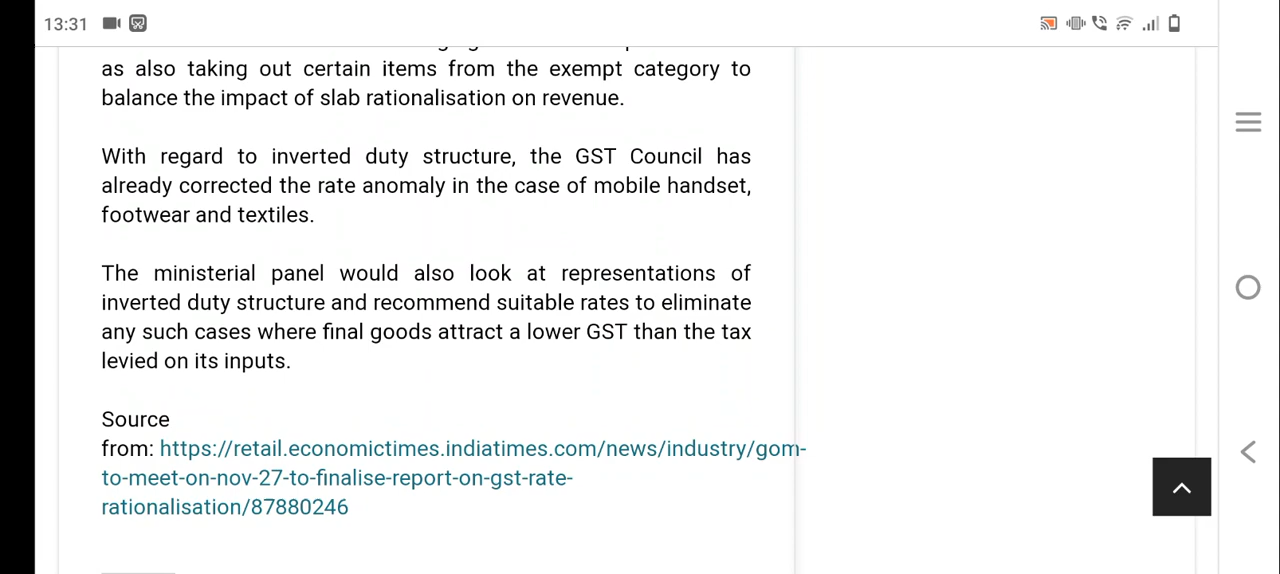 13:31
as also taking out certain items from the exempt category to
balance the impact of slab rationalisation on revenue.
With regard to inverted duty structure, the GST Council has
already corrected the rate anomaly in the case of mobile handset,
footwear and textiles.
The ministerial panel would also look at representations of
inverted duty structure and recommend suitable rates to eliminate
any such cases where final goods attract a lower GST than the tax
levied on its inputs.
Source
from: https://retail.economictimes.indiatimes.com/news/industry/gom-
to-meet-on-nov-27-to-finalise-report-on-gst-rate-
rationalisation/87880246